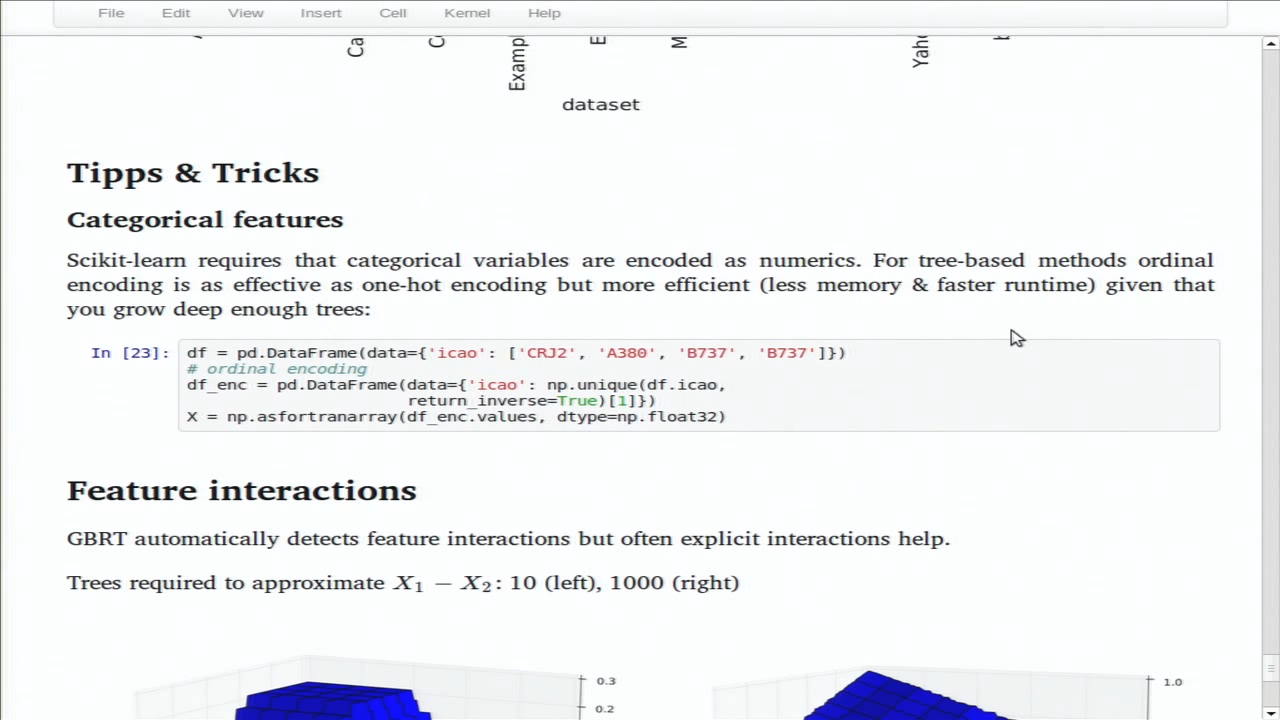 File Edit View Insert Cell Kernel Help
Ca
Examp
E
M
Yah
dataset
Tipps & Tricks
Categorical features
Scikit-learn requires that categorical variables are encoded as numerics. For tree-based methods ordinal
encoding is as effective as one-hot encoding but more efficient (less memory & faster runtime) given that
you grow deep enough trees:
In [23]: df = pd.DataFrame(data={'icao': ['CRJ2', 'A380', 'B737', 'B737']})
# ordinal encoding
df_enc = pd.DataFrame(data={'icao': np.unique(df.icao,
return_inverse=True)[1]})
X = np.asfortranarray(df_enc.values, dtype=np.float32)
Feature interactions
GBRT automatically detects feature interactions but often explicit interactions help.
Trees required to approximate X₁ − X₂: 10 (left), 1000 (right)
0.3
1.0
0.2